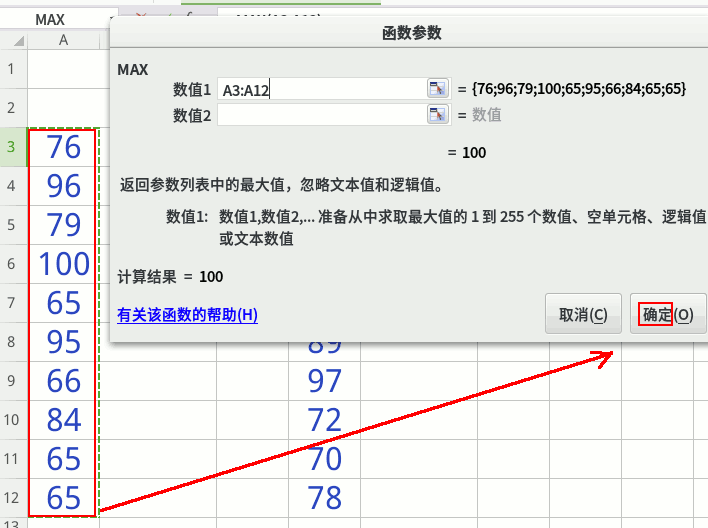 MAX
函数参数
A
MAX
1
数值1 A3:A12 = {76;96;79;100;65;95;66;84;65;65}
2
数值2 = 数值
3 76
= 100
4 96
返回参数列表中的最大值，忽略文本值和逻辑值。
5 79
数值1: 数值1,数值2,... 准备从中求取最大值的 1 到 255 个数值、空单元格、逻辑值
或文本数值
6 100
计算结果 = 100
7 65
有关该函数的帮助(H) 取消(C) 确定(O)
8 95 89
9 66 97
10 84 72
11 65 70
12 65 78
13